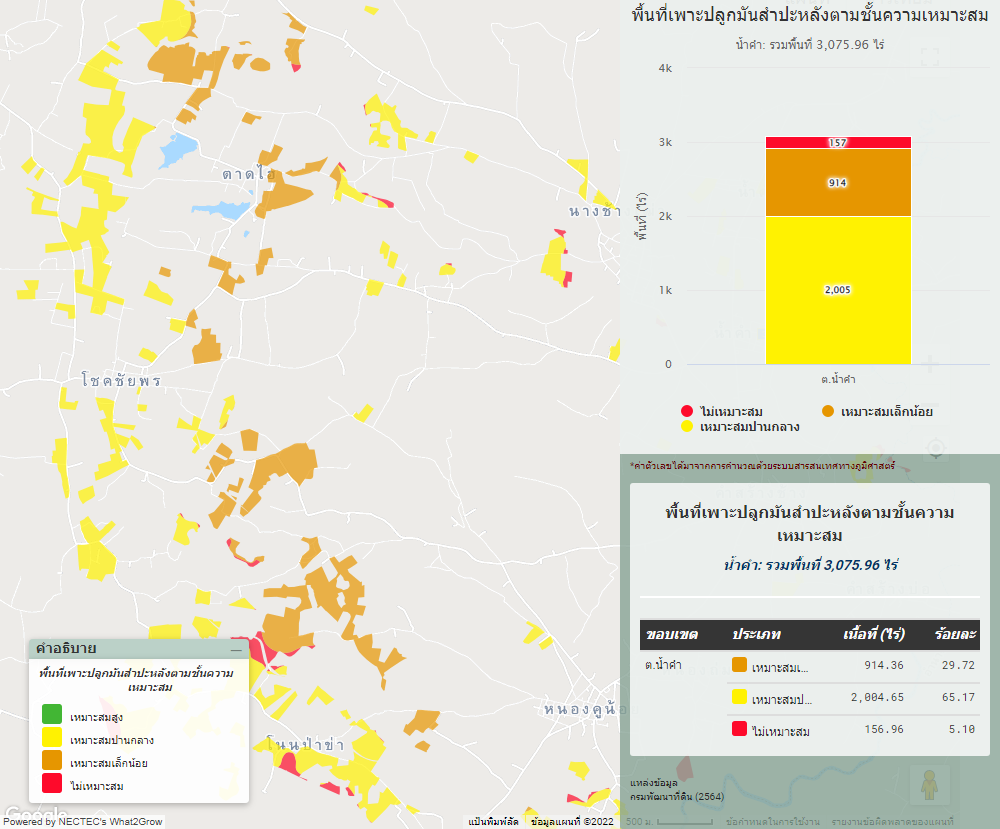 พื้นที่เพาะปลูกมันสำปะหลังตามชั้นความเหมาะสม
น้ำคำ: รวมพื้นที่ 3,075.96 ไร่
4k
3k
2k
1k
0
พื้นที่ (ไร่)
157
914
2,005
ต.น้ำคำ
ไม่เหมาะสม
เหมาะสมเล็กน้อย
เหมาะสมปานกลาง
*ค่าตัวเลขได้มาจากการคำนวณด้วยระบบสารสนเทศทางภูมิศาสตร์
พื้นที่เพาะปลูกมันสำปะหลังตามชั้นความ
เหมาะสม
น้ำคำ: รวมพื้นที่ 3,075.96 ไร่
ขอบเขต ประเภท เนื้อที่ (ไร่) ร้อยละ
ต.น้ำคำ เหมาะสมเ... 914.36 29.72
เหมาะสมป... 2,004.65 65.17
ไม่เหมาะสม 156.96 5.10
แหล่งข้อมูล
กรมพัฒนาที่ดิน (2564)
ตาดไฮ
นางชำ
โชคชัยพร
หนองคูน้อ
โนนป่าข่า
คำอธิบาย
พื้นที่เพาะปลูกมันสำปะหลังตามชั้นความ
เหมาะสม
เหมาะสมสูง
เหมาะสมปานกลาง
เหมาะสมเล็กน้อย
ไม่เหมาะสม
Google
Powered by NECTEC's What2Grow
แป้นพิมพ์ลัด ข้อมูลแผนที่ ©2022 500 ม. ข้อกำหนดในการใช้งาน รายงานข้อผิดพลาดของแผนที่